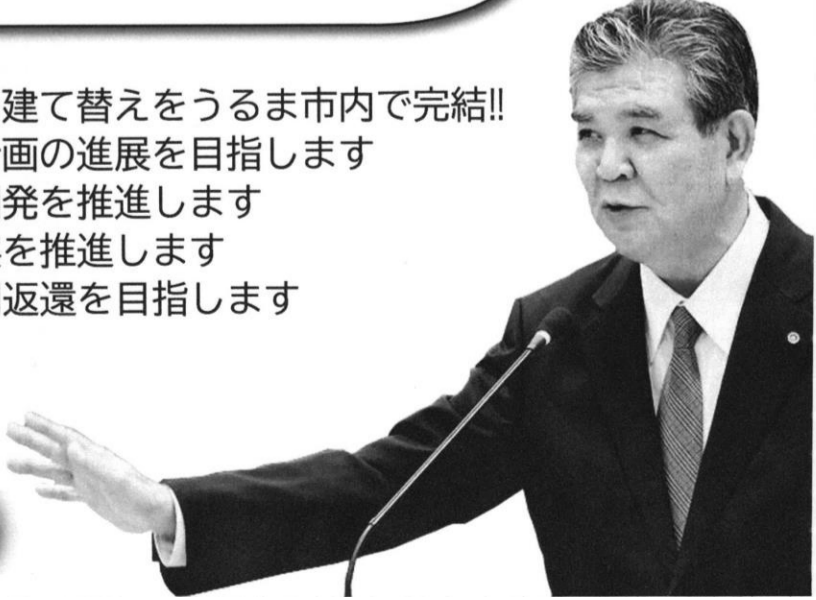 建て替えをうるま市内で完結!!
画の進展を目指します
発を推進します
を推進します
返還を目指します